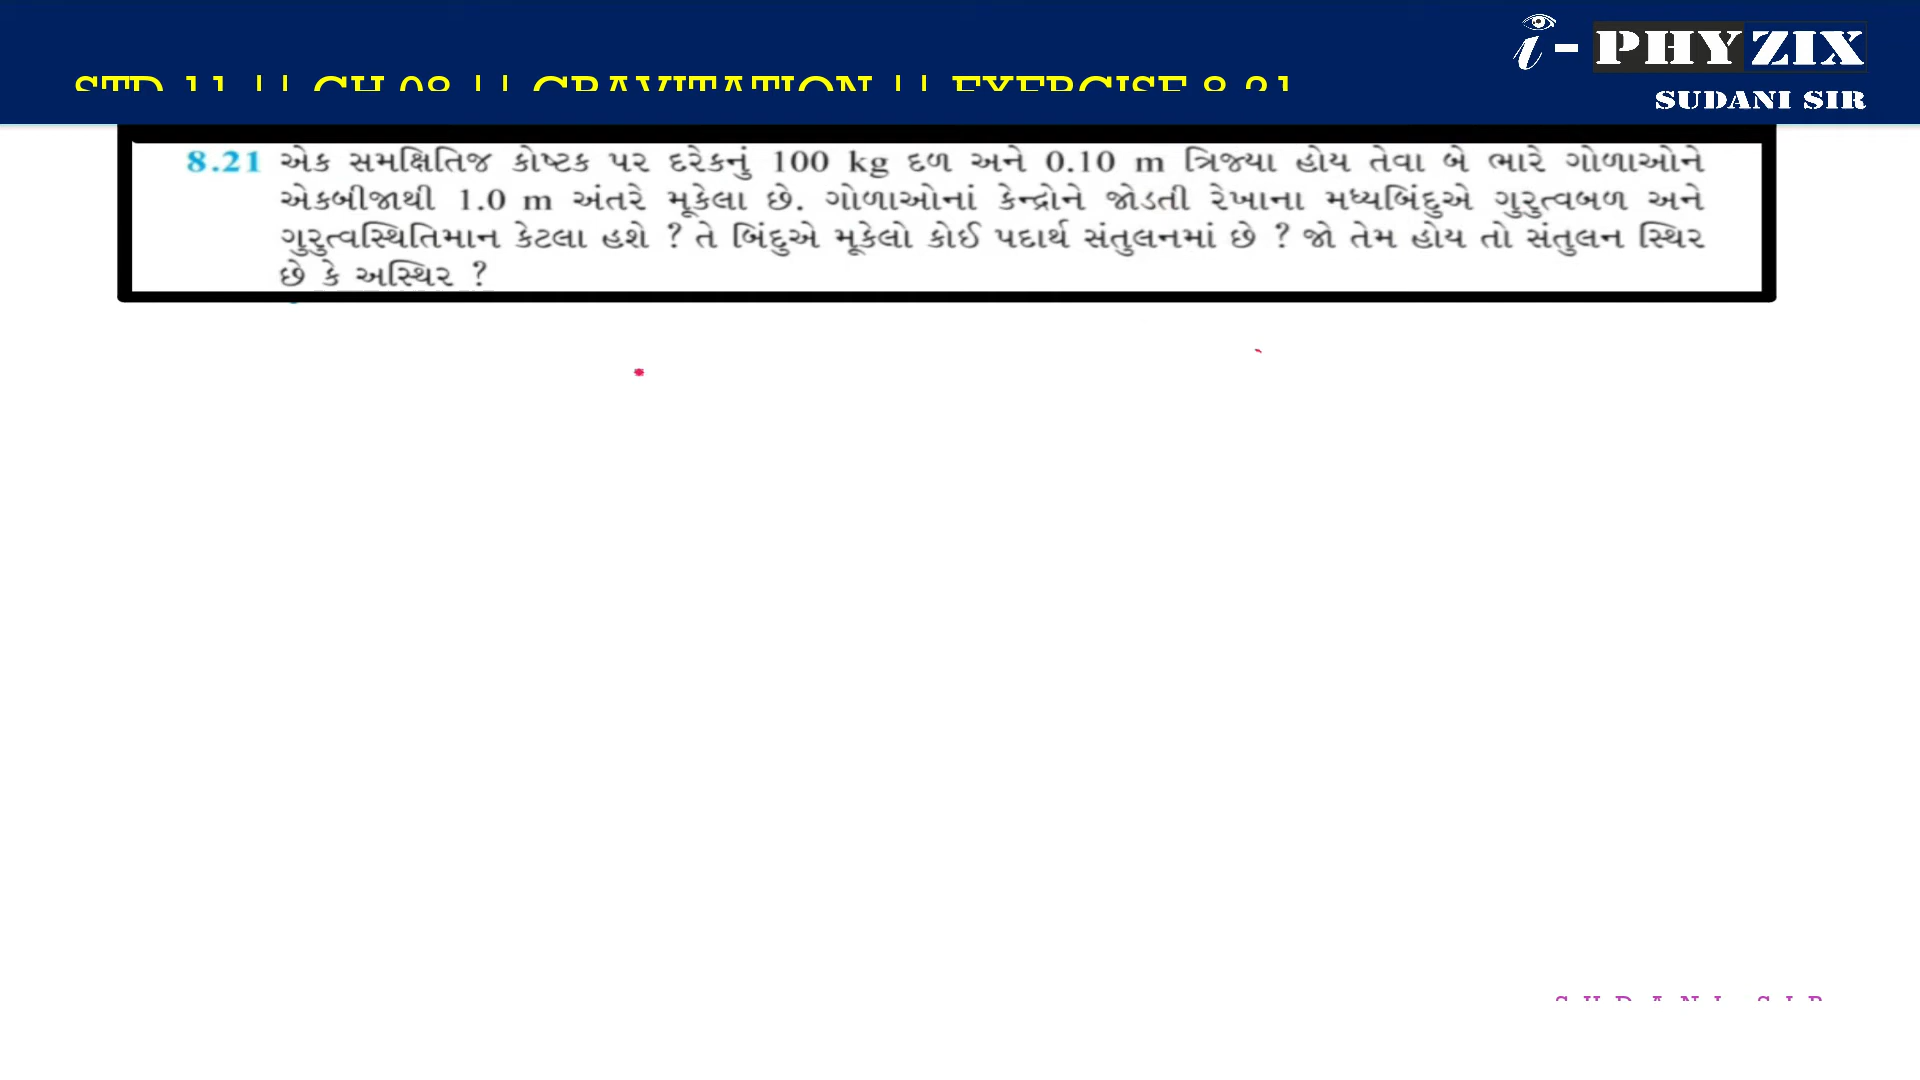 STD 11 || CH 08 || GRAVITATION || EXERCISE 8.21
i-PHYZIX
SUDANI SIR
8.21 એક સમક્ષિતિજ કોષ્ટક પર દરેકનું 100 kg દળ અને 0.10 m ત્રિજ્યા હોય તેવા બે ભારે ગોળાઓને
એકબીજાથી 1.0 m અંતરે મૂકેલા છે. ગોળાઓનાં કેન્દ્રોને જોડતી રેખાના મધ્યબિંદુએ ગુરુત્વબળ અને
ગુરુત્વસ્થિતિમાન કેટલા હશે ? તે બિંદુએ મૂકેલો કોઈ પદાર્થ સંતુલનમાં છે ? જો તેમ હોય તો સંતુલન સ્થિર
છે કે અસ્થિર ?
SUDANI SIR